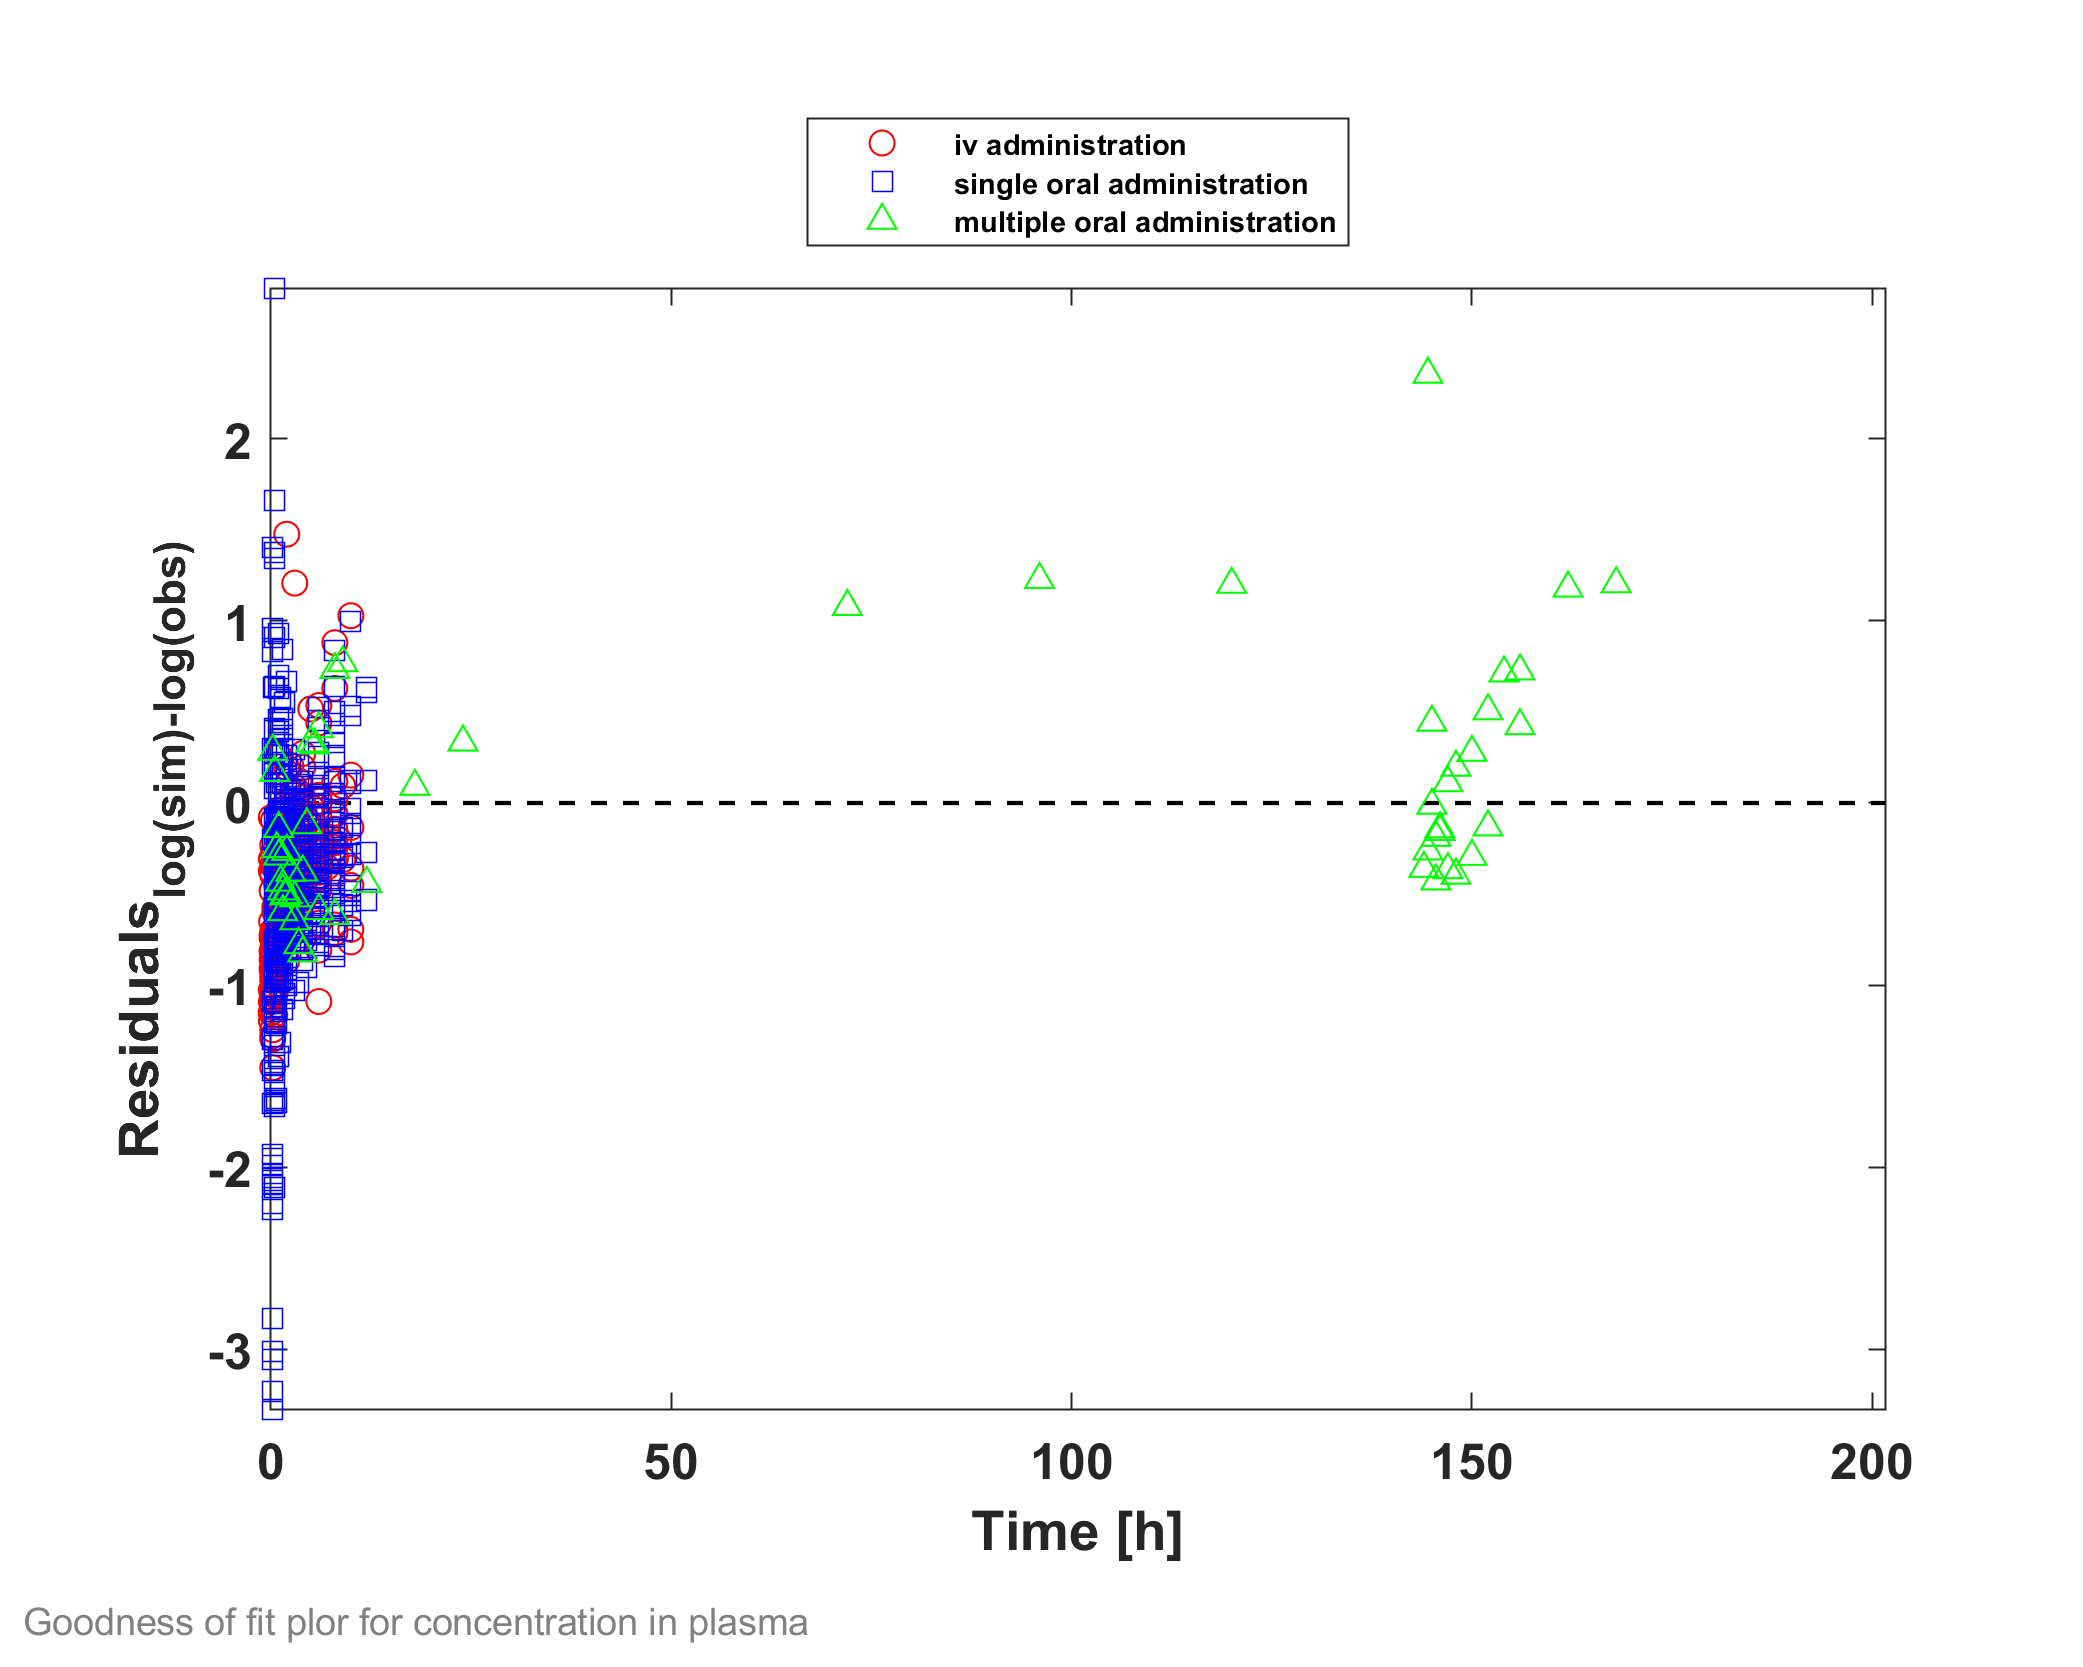 iv administration
single oral administration
multiple oral administration
2
1
0
-1
-2
-3
Residuals log(sim)-log(obs)
0 50 100 150 200
Time [h]
Goodness of fit plor for concentration in plasma